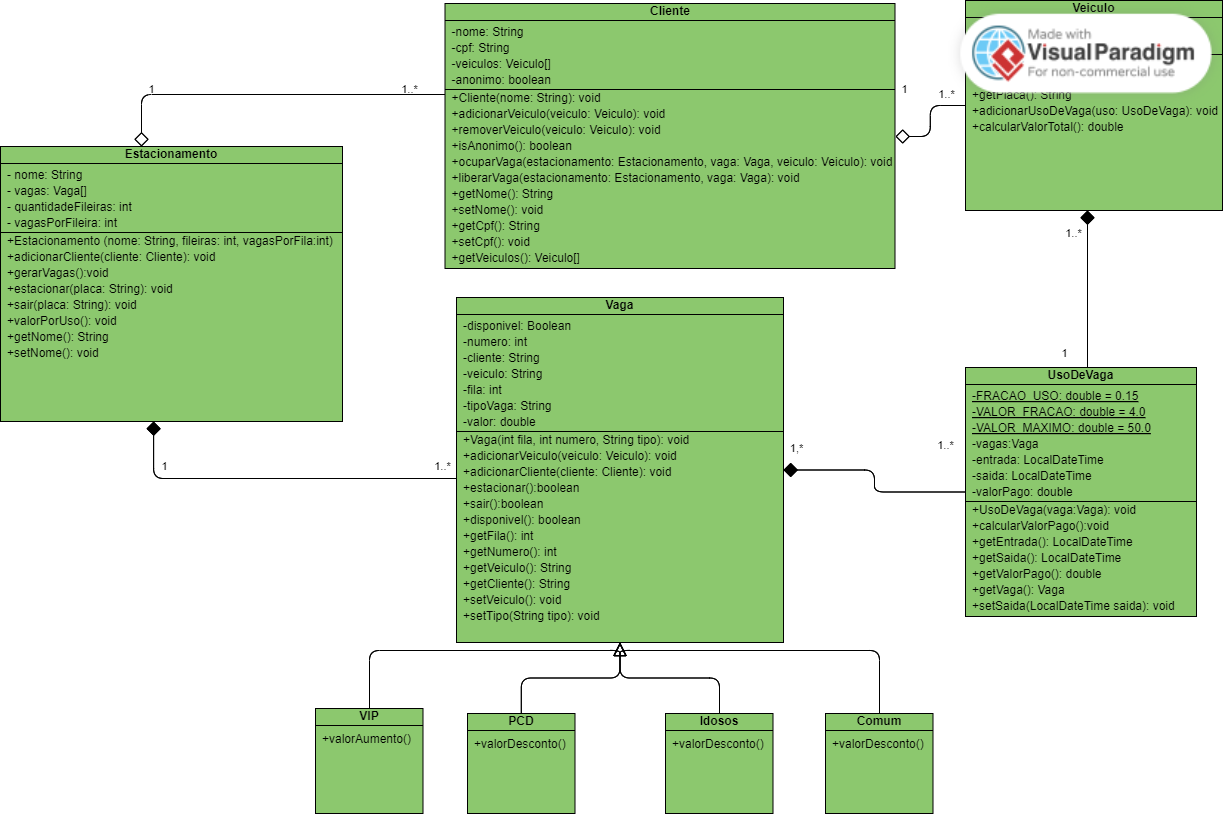 Cliente
-nome: String
-cpf: String
-veiculos: Veiculo[]
-anonimo: boolean
+Cliente(nome: String): void
+adicionarVeiculo(veiculo: Veiculo): void
+removerVeiculo(veiculo: Veiculo): void
+isAnonimo(): boolean
+ocuparVaga(estacionamento: Estacionamento, vaga: Vaga, veiculo: Veiculo): void
+liberarVaga(estacionamento: Estacionamento, vaga: Vaga): void
+getNome(): String
+setNome(): void
+getCpf(): String
+setCpf(): void
+getVeiculos(): Veiculo[]
Veiculo
Made with
VisualParadigm
For non-commercial use
+getPlaca(): String
+adicionarUsoDeVaga(uso: UsoDeVaga): void
+calcularValorTotal(): double
1
1..*
1
1..*
Estacionamento
- nome: String
- vagas: Vaga[]
- quantidadeFileiras: int
- vagasPorFileira: int
+Estacionamento (nome: String, fileiras: int, vagasPorFila:int)
+adicionarCliente(cliente: Cliente): void
+gerarVagas():void
+estacionar(placa: String): void
+sair(placa: String): void
+valorPorUso(): void
+getNome(): String
+setNome(): void
1
1..*
Vaga
-disponivel: Boolean
-numero: int
-cliente: String
-veiculo: String
-fila: int
-tipoVaga: String
-valor: double
+Vaga(int fila, int numero, String tipo): void
+adicionarVeiculo(veiculo: Veiculo): void
+adicionarCliente(cliente: Cliente): void
+estacionar():boolean
+sair():boolean
+disponivel(): boolean
+getFila(): int
+getNumero(): int
+getVeiculo(): String
+getCliente(): String
+setVeiculo(): void
+setTipo(String tipo): void
1..*
1
1,*
1..*
UsoDeVaga
-FRACAO_USO: double = 0.15
-VALOR_FRACAO: double = 4.0
-VALOR_MAXIMO: double = 50.0
-vagas:Vaga
-entrada: LocalDateTime
-saida: LocalDateTime
-valorPago: double
+UsoDeVaga(vaga:Vaga): void
+calcularValorPago():void
+getEntrada(): LocalDateTime
+getSaida(): LocalDateTime
+getValorPago(): double
+getVaga(): Vaga
+setSaida(LocalDateTime saida): void
VIP
+valorAumento()
PCD
+valorDesconto()
Idosos
+valorDesconto()
Comum
+valorDesconto()